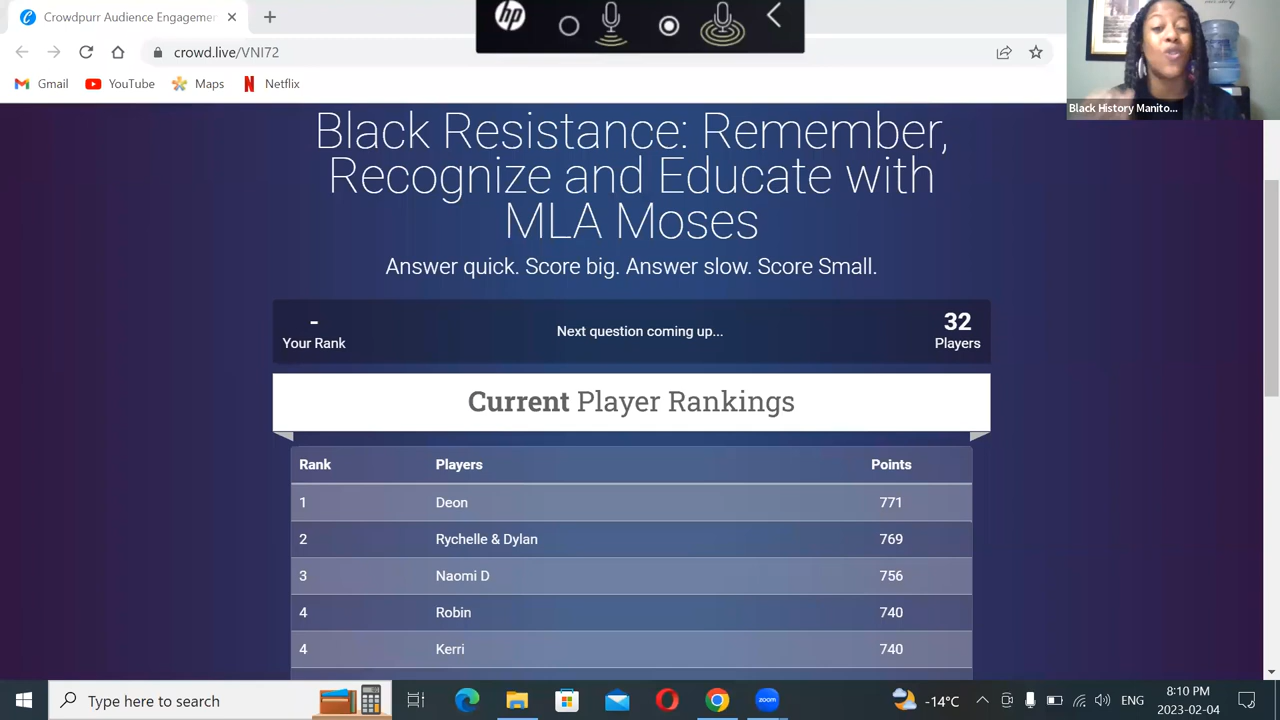 Crowdpurr Audience Engagemen
hp
crowd.live/VNI72
Gmail
YouTube
Maps
Netflix
Black History Manito...
Black Resistance: Remember,
Recognize and Educate with
MLA Moses
Answer quick. Score big. Answer slow. Score Small.
-
Your Rank
Next question coming up...
32
Players
Current Player Rankings
Rank Players Points
1 Deon 771
2 Rychelle & Dylan 769
3 Naomi D 756
4 Robin 740
4 Kerri 740
Type here to search
zoom
-14°C
ENG
8:10 PM
2023-02-04